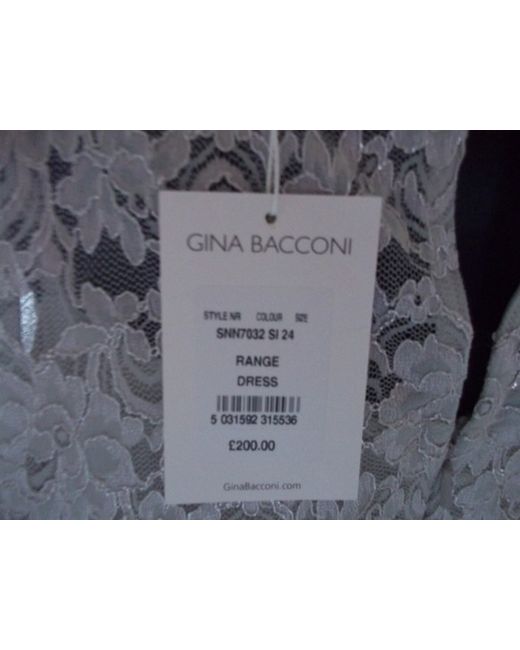 GINA BACCONI
STYLE NR COLOUR SIZE
SNN7032 SI 24
RANGE
DRESS
5 031592 315536
£200.00
GinaBacconi.com